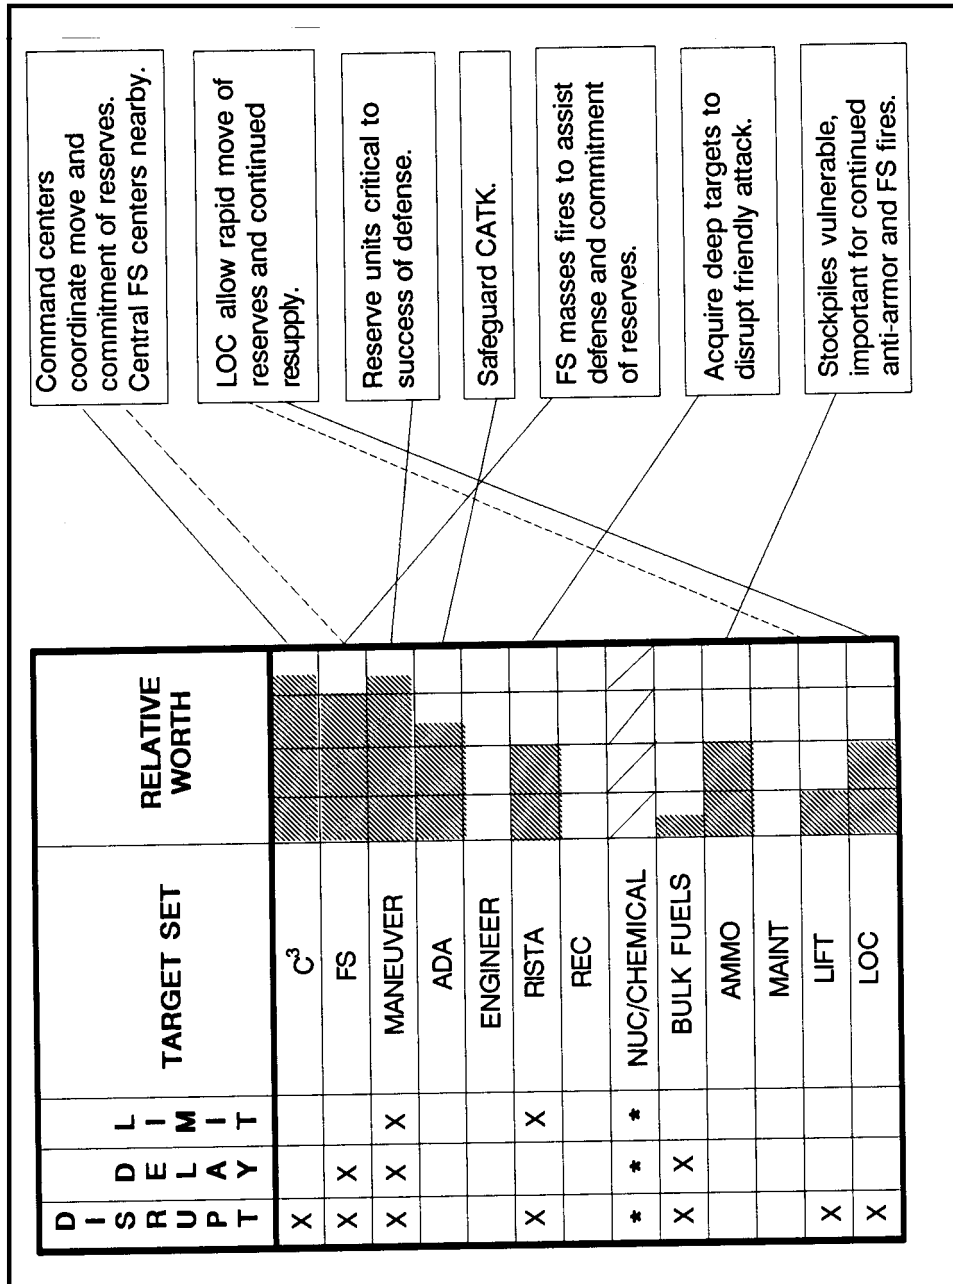 DISRUPT DELAY LIMIT TARGET SET RELATIVE WORTH
X C³
X X FS
X X X MANEUVER
ADA
ENGINEER
X X RISTA
REC
* * * NUC/CHEMICAL
X X BULK FUELS
AMMO
MAINT
X LIFT
X LOC
Command centers
coordinate move and
commitment of reserves.
Central FS centers nearby.
LOC allow rapid move of
reserves and continued
resupply.
Reserve units critical to
success of defense.
Safeguard CATK.
FS masses fires to assist
defense and commitment
of reserves.
Acquire deep targets to
disrupt friendly attack.
Stockpiles vulnerable,
important for continued
anti-armor and FS fires.